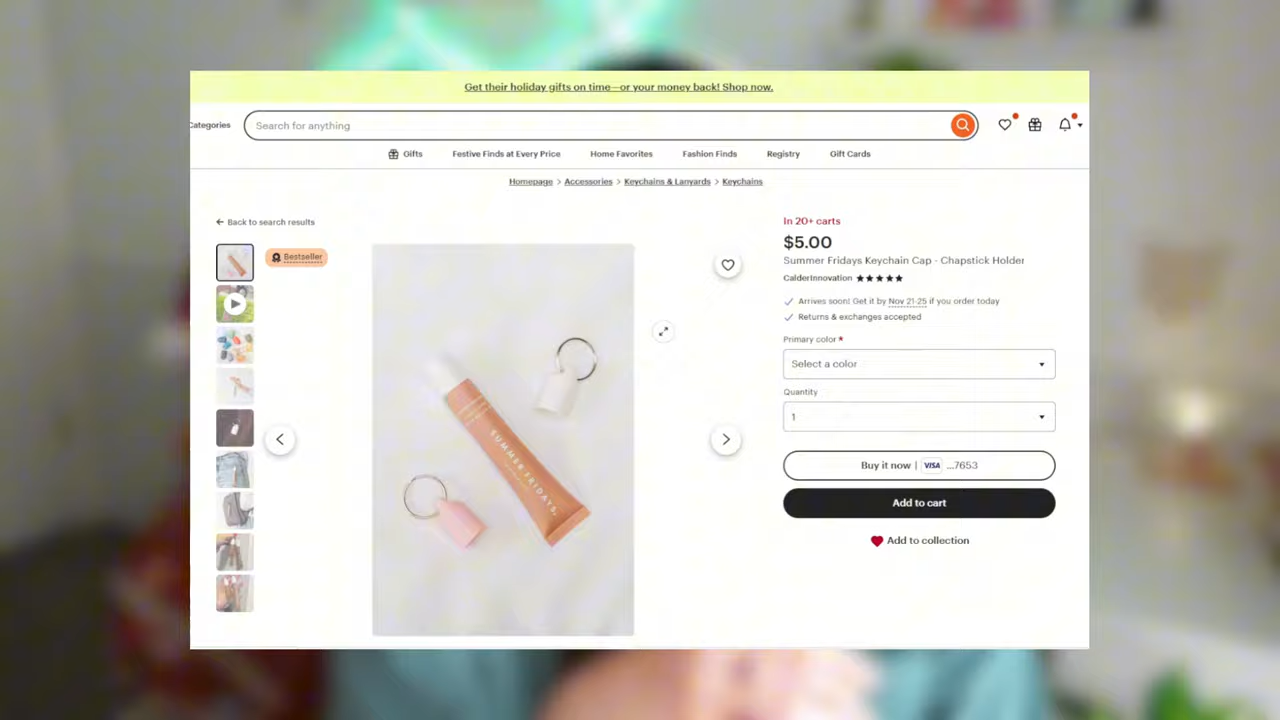 Get their holiday gifts on time—or your money back! Shop now.
Categories
Search for anything
Gifts
Festive Finds at Every Price
Home Favorites
Fashion Finds
Registry
Gift Cards
Homepage > Accessories > Keychains & Lanyards > Keychains
← Back to search results
Bestseller
SUMMER FRIDAYS.
In 20+ carts
$5.00
Summer Fridays Keychain Cap - Chapstick Holder
CalderInnovation ★★★★★
Arrives soon! Get it by Nov 21-25 if you order today
Returns & exchanges accepted
Primary color *
Select a color
Quantity
1
Buy it now | VISA ...7653
Add to cart
Add to collection